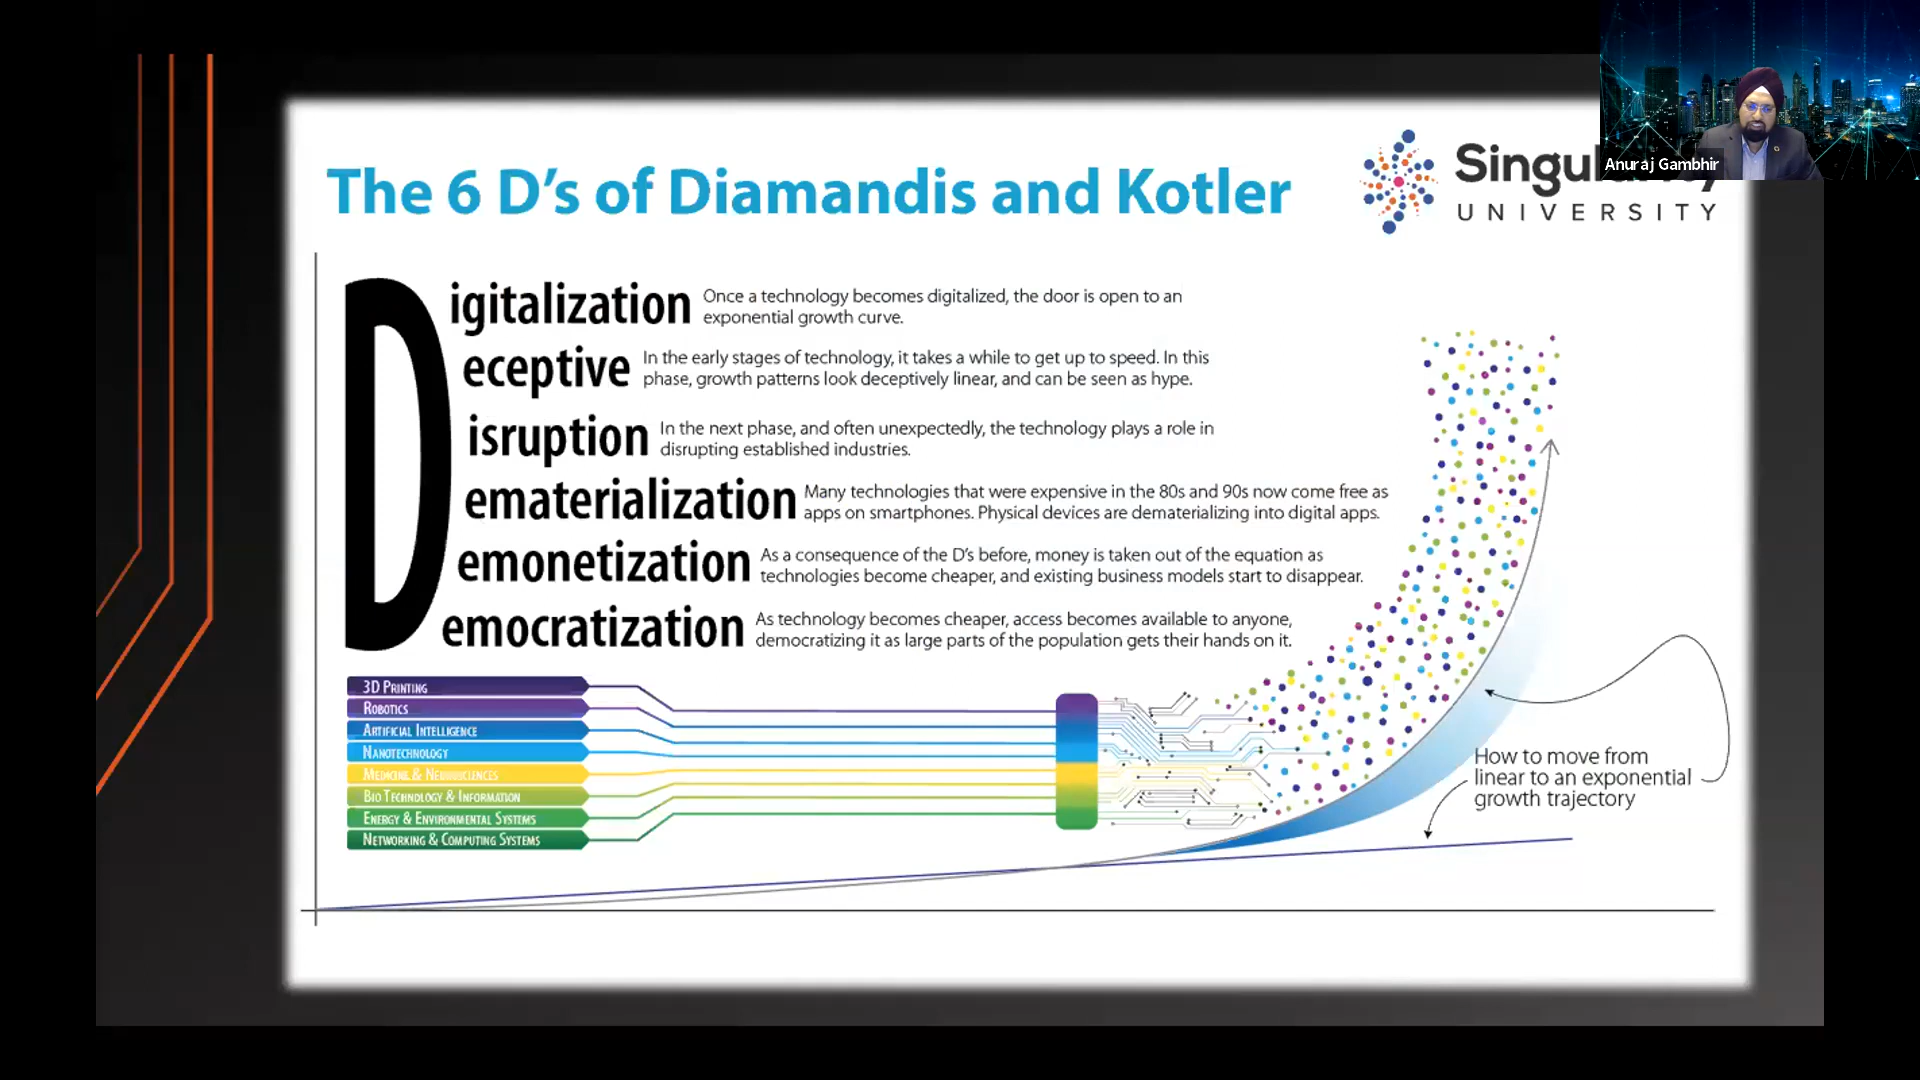 The 6 D's of Diamandis and Kotler
UNIVERSITY
Anuraj Gambhir
Digitalization
Once a technology becomes digitalized, the door is open to an
exponential growth curve.
eceptive
In the early stages of technology, it takes a while to get up to speed. In this
phase, growth patterns look deceptively linear, and can be seen as hype.
isruption
In the next phase, and often unexpectedly, the technology plays a role in
disrupting established industries.
ematerialization
Many technologies that were expensive in the 80s and 90s now come free as
apps on smartphones. Physical devices are dematerializing into digital apps.
emonetization
As a consequence of the D's before, money is taken out of the equation as
technologies become cheaper, and existing business models start to disappear.
emocratization
As technology becomes cheaper, access becomes available to anyone,
democratizing it as large parts of the population gets their hands on it.
3D Printing
Robotics
Artificial Intelligence
Nanotechnology
Medicine & Neurosciences
Bio Technology & Information
Energy & Environmental Systems
Networking & Computing Systems
How to move from
linear to an exponential
growth trajectory